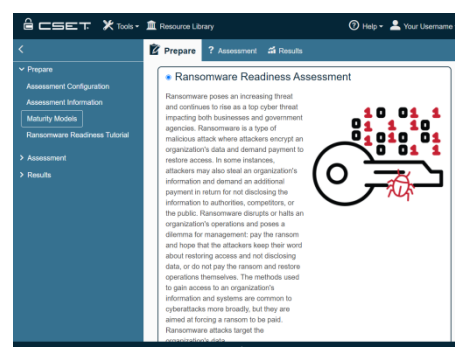 CSET Tools Resource Library Help Your Username
Prepare Assessment Results
Prepare
Assessment Configuration
Assessment Information
Maturity Models
Ransomware Readiness Tutorial
Assessment
Results
Ransomware Readiness Assessment
Ransomware poses an increasing threat
and continues to rise as a top cyber threat
impacting both businesses and government
agencies. Ransomware is a type of
malicious attack where attackers encrypt an
organization's data and demand payment to
restore access. In some instances,
attackers may also steal an organization's
information and demand an additional
payment in return for not disclosing the
information to authorities, competitors, or
the public. Ransomware disrupts or halts an
organization's operations and poses a
dilemma for management: pay the ransom
and hope that the attackers keep their word
about restoring access and not disclosing
data, or do not pay the ransom and restore
operations themselves. The methods used
to gain access to an organization's
information and systems are common to
cyberattacks more broadly, but they are
aimed at forcing a ransom to be paid.
Ransomware attacks target the
organization's data